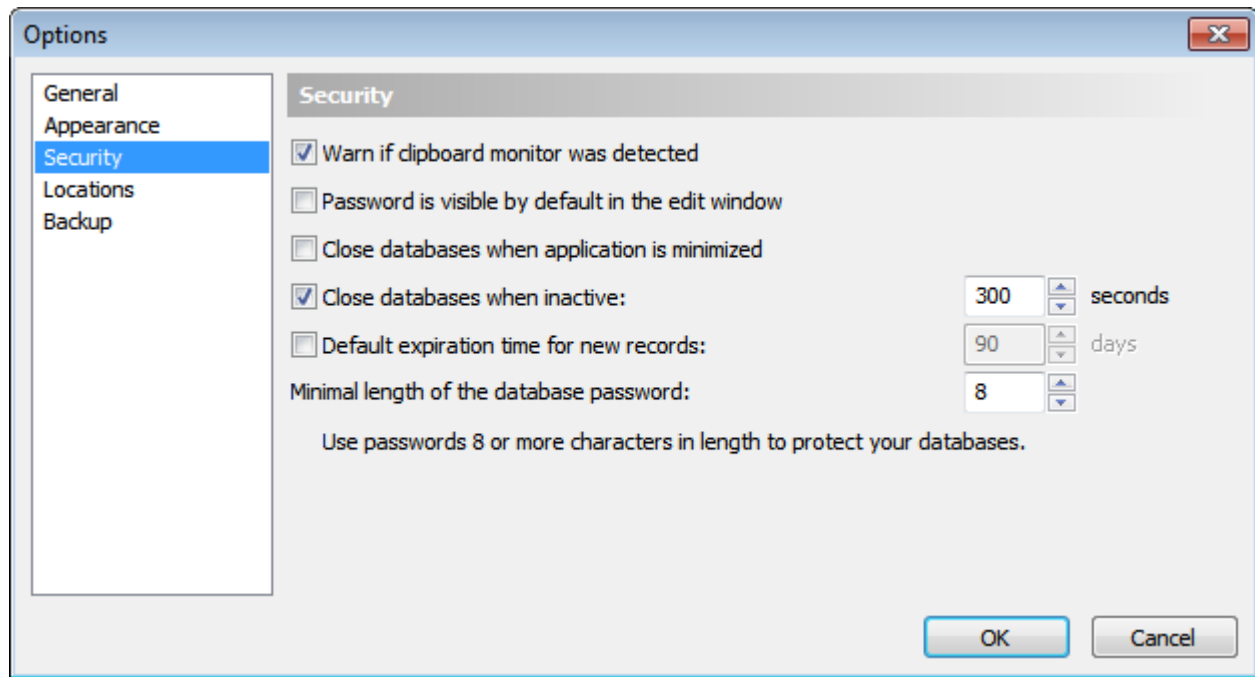 Options
General
Appearance
Security
Locations
Backup
Security
Warn if clipboard monitor was detected
Password is visible by default in the edit window
Close databases when application is minimized
Close databases when inactive: 300 seconds
Default expiration time for new records: 90 days
Minimal length of the database password: 8
Use passwords 8 or more characters in length to protect your databases.
OK Cancel